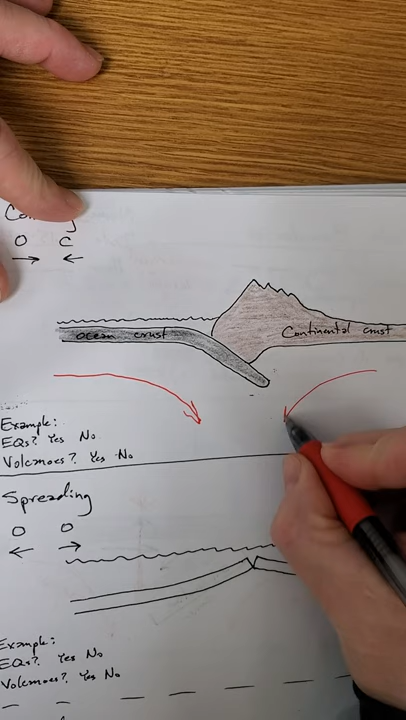 O C
ocean crust
Continental crust
Example:
EQs? Yes No
Volcanoes? Yes No
Spreading
O O
Example:
EQs? Yes No
Volcanoes? Yes No